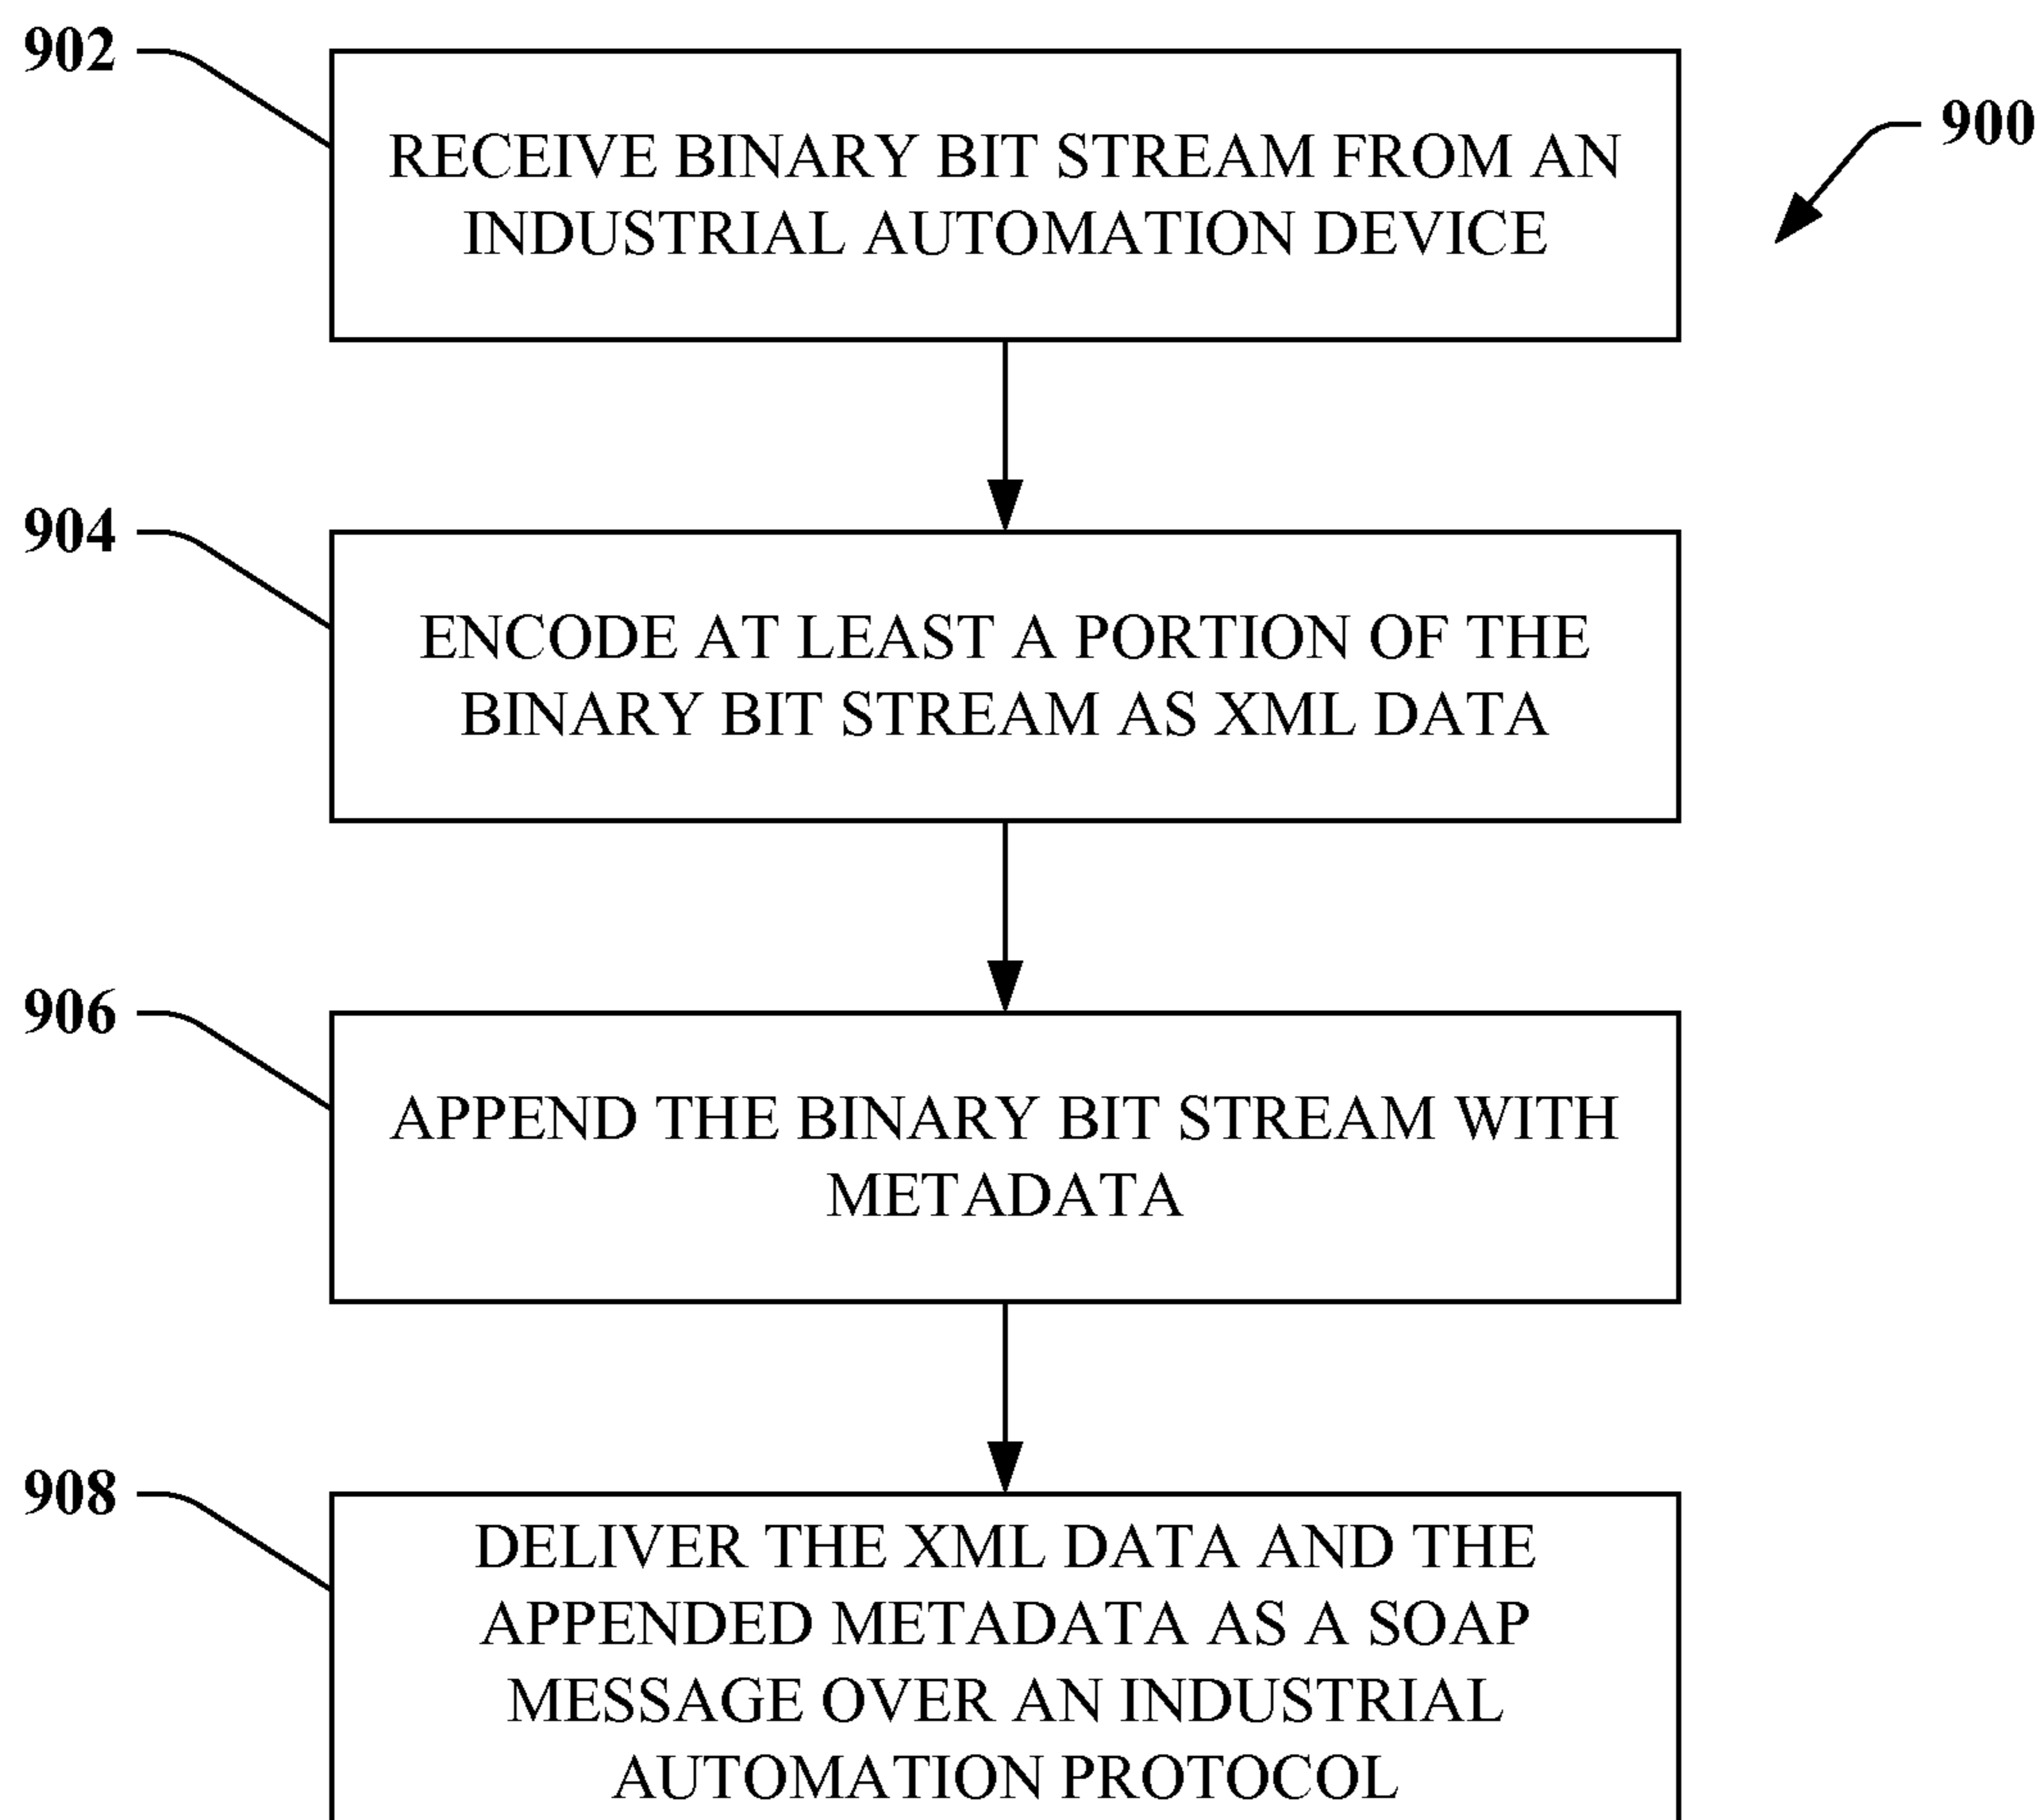 902
900
RECEIVE BINARY BIT STREAM FROM AN
INDUSTRIAL AUTOMATION DEVICE
904
ENCODE AT LEAST A PORTION OF THE
BINARY BIT STREAM AS XML DATA
906
APPEND THE BINARY BIT STREAM WITH
METADATA
908
DELIVER THE XML DATA AND THE
APPENDED METADATA AS A SOAP
MESSAGE OVER AN INDUSTRIAL
AUTOMATION PROTOCOL